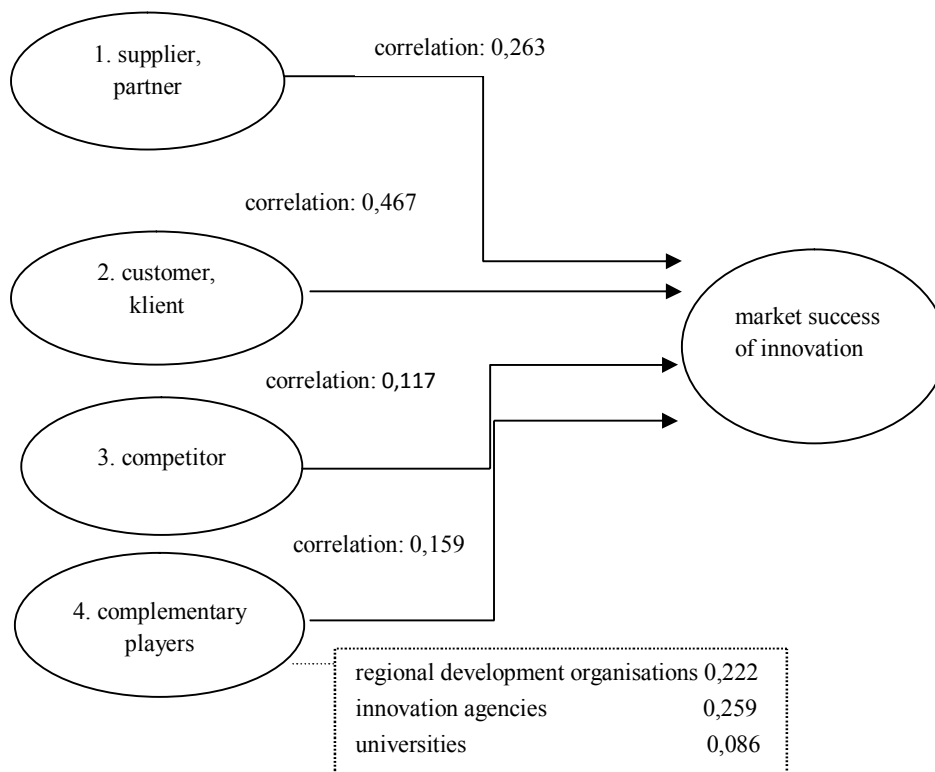 1. supplier,
partner
correlation: 0,263
correlation: 0,467
2. customer,
klient
market success
of innovation
correlation: 0,117
3. competitor
correlation: 0,159
4. complementary
players
regional development organisations 0,222
innovation agencies 0,259
universities 0,086